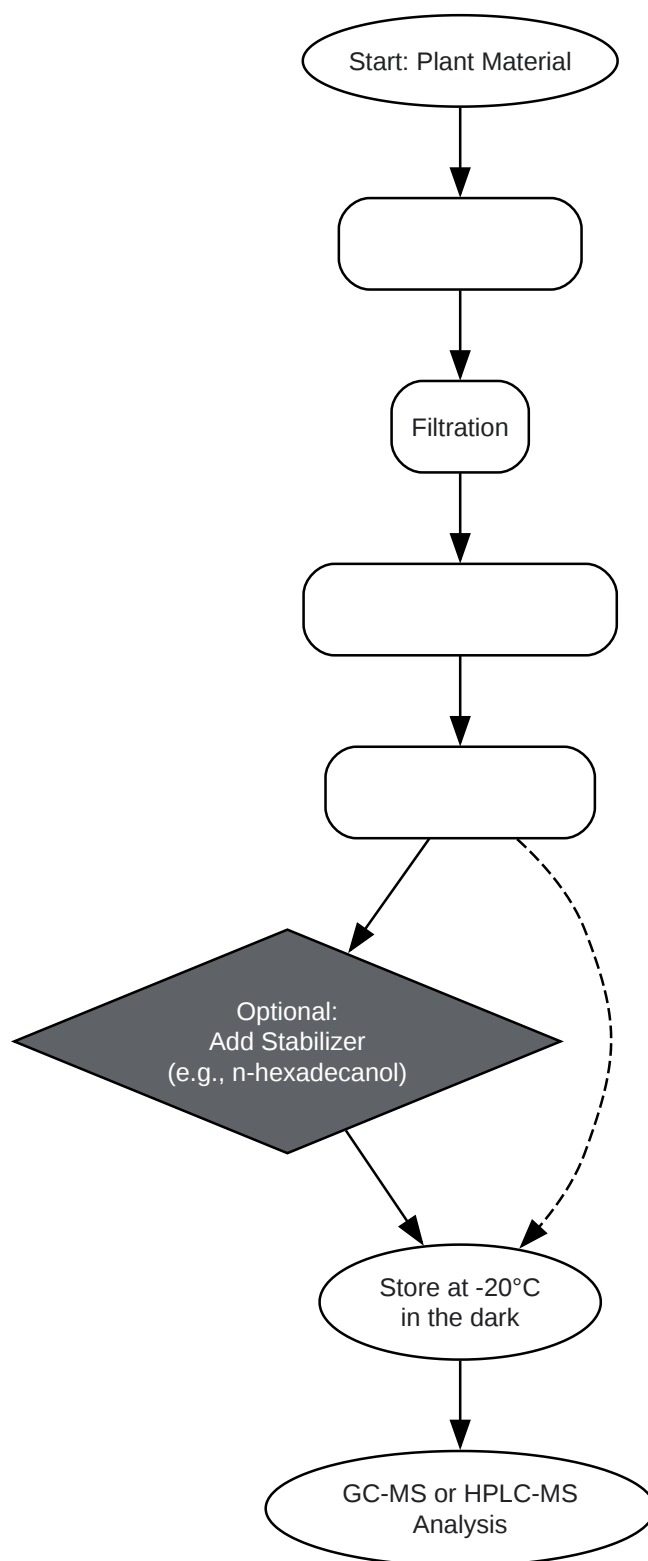 Start: Plant Material
Filtration
Optional:
Add Stabilizer
(e.g., n-hexadecanol)
Store at -20°C
in the dark
GC-MS or HPLC-MS
Analysis